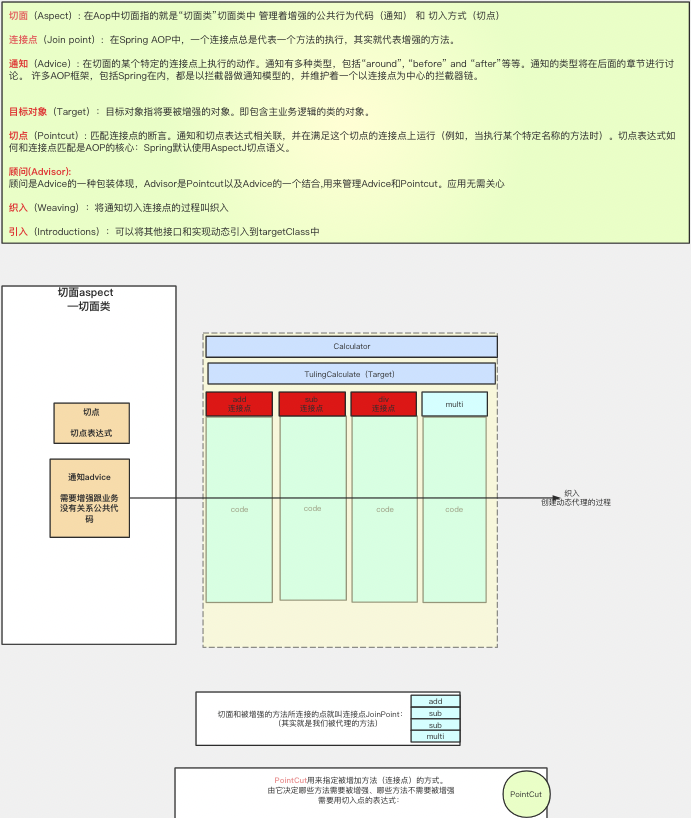 切面（Aspect）: 在Aop中切面指的就是“切面类”切面类中 管理着增强的公共行为代码（通知） 和 切入方式（切点）
连接点（Join point）: 在Spring AOP中，一个连接点总是代表一个方法的执行，其实就代表增强的方法。
通知（Advice）: 在切面的某个特定的连接点上执行的动作。通知有多种类型，包括“around”, “before” and “after”等等。通知的类型将在后面的章节进行讨
论。 许多AOP框架，包括Spring在内，都是以拦截器做通知模型的，并维护着一个以连接点为中心的拦截器链。
目标对象（Target）: 目标对象指将要被增强的对象。即包含主业务逻辑的类的对象。
切点（Pointcut）: 匹配连接点的断言。通知和切点表达式相关联，并在满足这个切点的连接点上运行（例如，当执行某个特定名称的方法时）。切点表达式如
何和连接点匹配是AOP的核心：Spring默认使用AspectJ切点语义。
顾问(Advisor):
顾问是Advice的一种包装体现，Advisor是Pointcut以及Advice的一个结合,用来管理Advice和Pointcut。应用无需关心
织入（Weaving）: 将通知切入连接点的过程叫织入
引入（Introductions）: 可以将其他接口和实现动态引入到targetClass中
切面aspect
—切面类
切点
切点表达式
通知advice
需要增强跟业务
没有关系公共代
码
Calculator
TulingCalculate（Target)
add
连接点
sub
连接点
div
连接点
multi
code
code
code
code
织入
创建动态代理的过程
切面和被增强的方法所连接的点就叫连接点JoinPoint：
（其实就是我们被代理的方法）
add
sub
sub
multi
PointCut用来指定被增加方法（连接点）的方式。
由它决定哪些方法需要被增强、哪些方法不需要被增强
需要用切入点的表达式：
PointCut